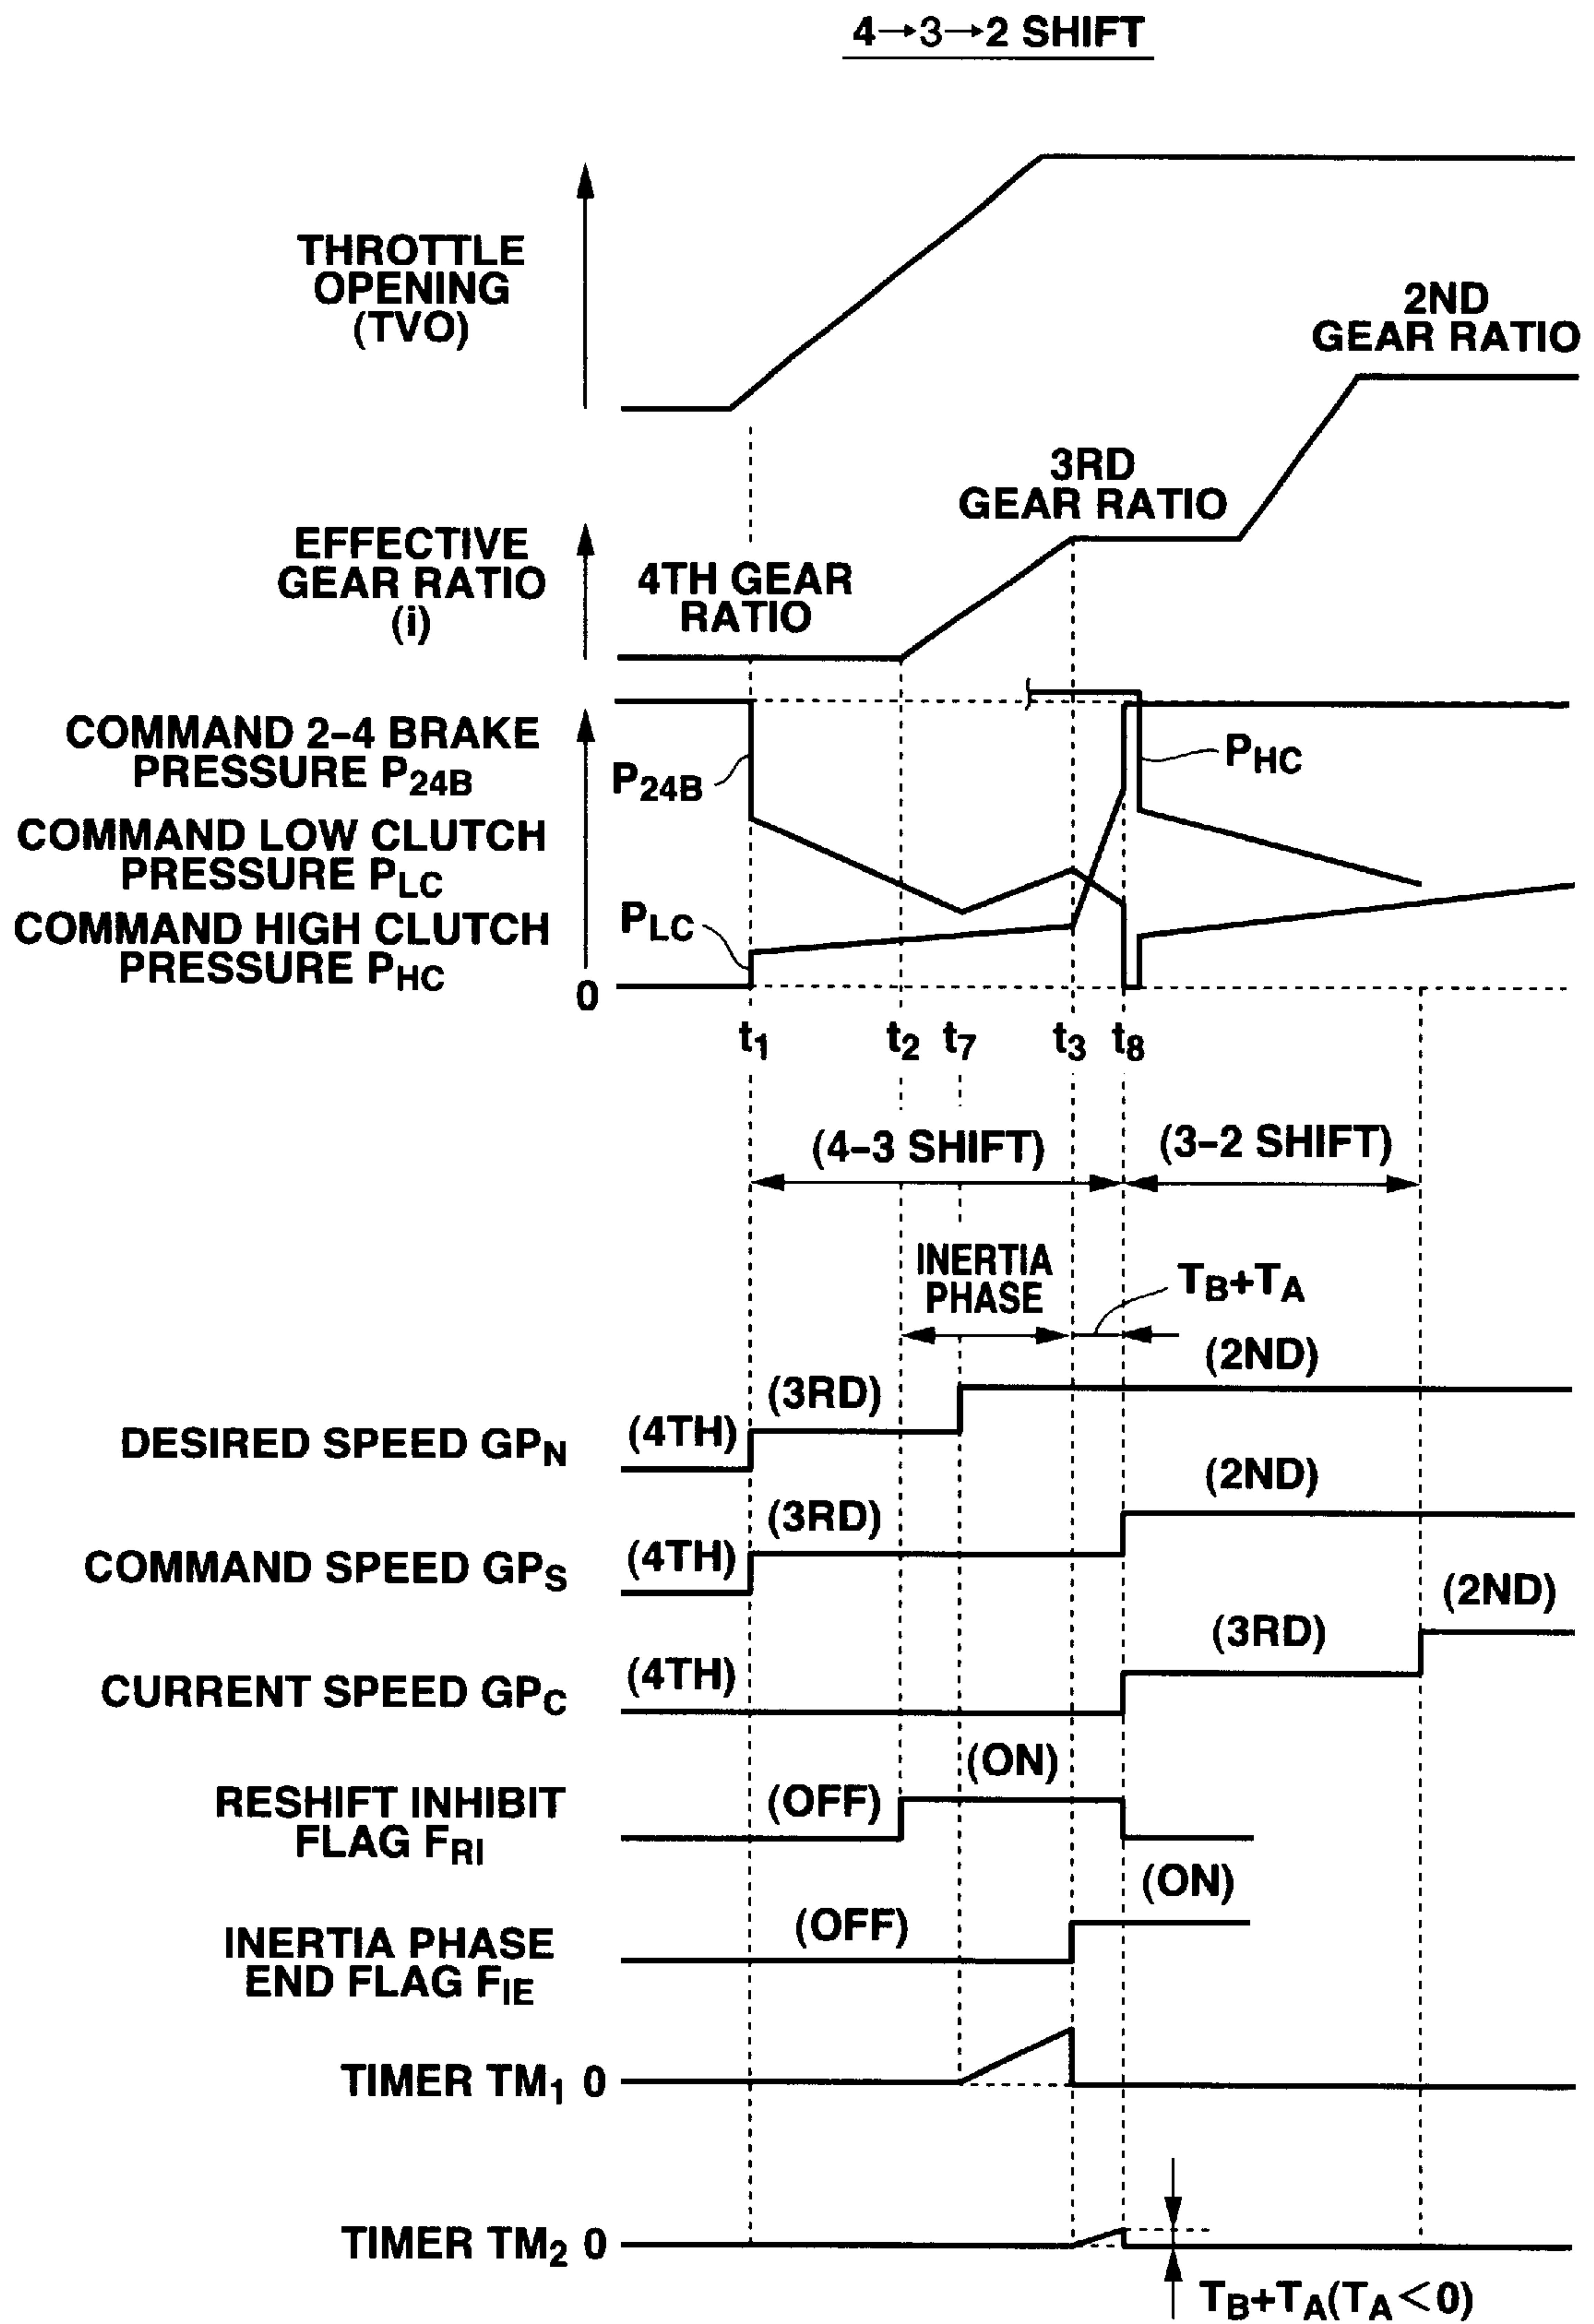 4→3→2 SHIFT
THROTTLE
OPENING
(TVO)
2ND
GEAR RATIO
3RD
GEAR RATIO
EFFECTIVE
GEAR RATIO
(i)
4TH GEAR
RATIO
COMMAND 2-4 BRAKE
PRESSURE P24B
COMMAND LOW CLUTCH
PRESSURE PLC
COMMAND HIGH CLUTCH
PRESSURE PHC
0
P24B
PHC
PLC
t1 t2 t7 t3 t8
(4-3 SHIFT) (3-2 SHIFT)
INERTIA
PHASE
TB+TA
DESIRED SPEED GPN (4TH) (3RD) (2ND)
COMMAND SPEED GPS (4TH) (3RD) (2ND)
CURRENT SPEED GPC (4TH) (3RD) (2ND)
RESHIFT INHIBIT
FLAG FRI
(OFF) (ON)
INERTIA PHASE
END FLAG FIE
(OFF) (ON)
TIMER TM1 0
TIMER TM2 0
TB+TA(TA<0)